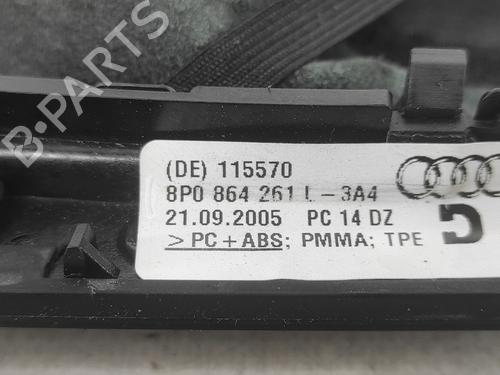 B-PARTS
(DE) 115570
8P0 864 261 L - 3A4
21.09.2005 PC 14 DZ
>PC+ABS; PMMA; TPE